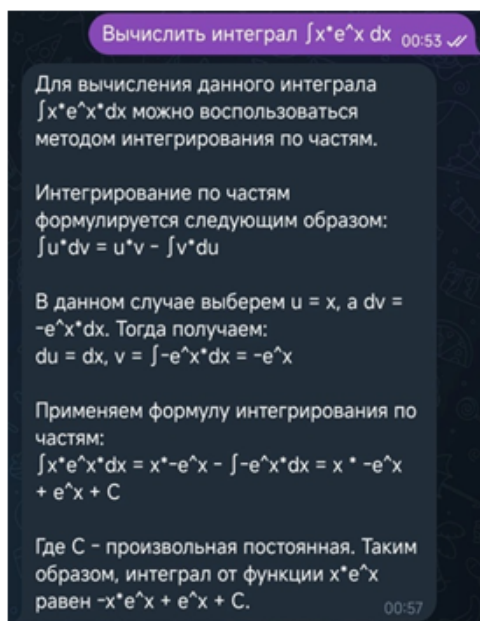 Вычислить интеграл ∫x*e^x dx 00:53
Для вычисления данного интеграла
∫x*e^x*dx можно воспользоваться
методом интегрирования по частям.
Интегрирование по частям
формулируется следующим образом:
∫u*dv = u*v - ∫v*du
В данном случае выберем u = x, а dv =
-e^x*dx. Тогда получаем:
du = dx, v = ∫-e^x*dx = -e^x
Применяем формулу интегрирования по
частям:
∫x*e^x*dx = x*-e^x - ∫-e^x*dx = x * -e^x
+ e^x + C
Где C - произвольная постоянная. Таким
образом, интеграл от функции x*e^x
равен -x*e^x + e^x + C.
00:57